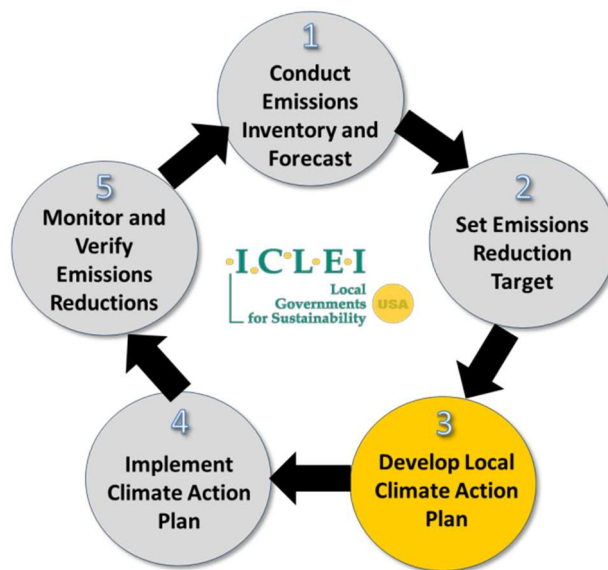 1
Conduct
Emissions
Inventory and
Forecast
2
Set Emissions
Reduction
Target
3
Develop Local
Climate Action
Plan
4
Implement
Climate Action
Plan
5
Monitor and
Verify
Emissions
Reductions
·I.C·L·E·I
Local
Governments
for Sustainability
USA